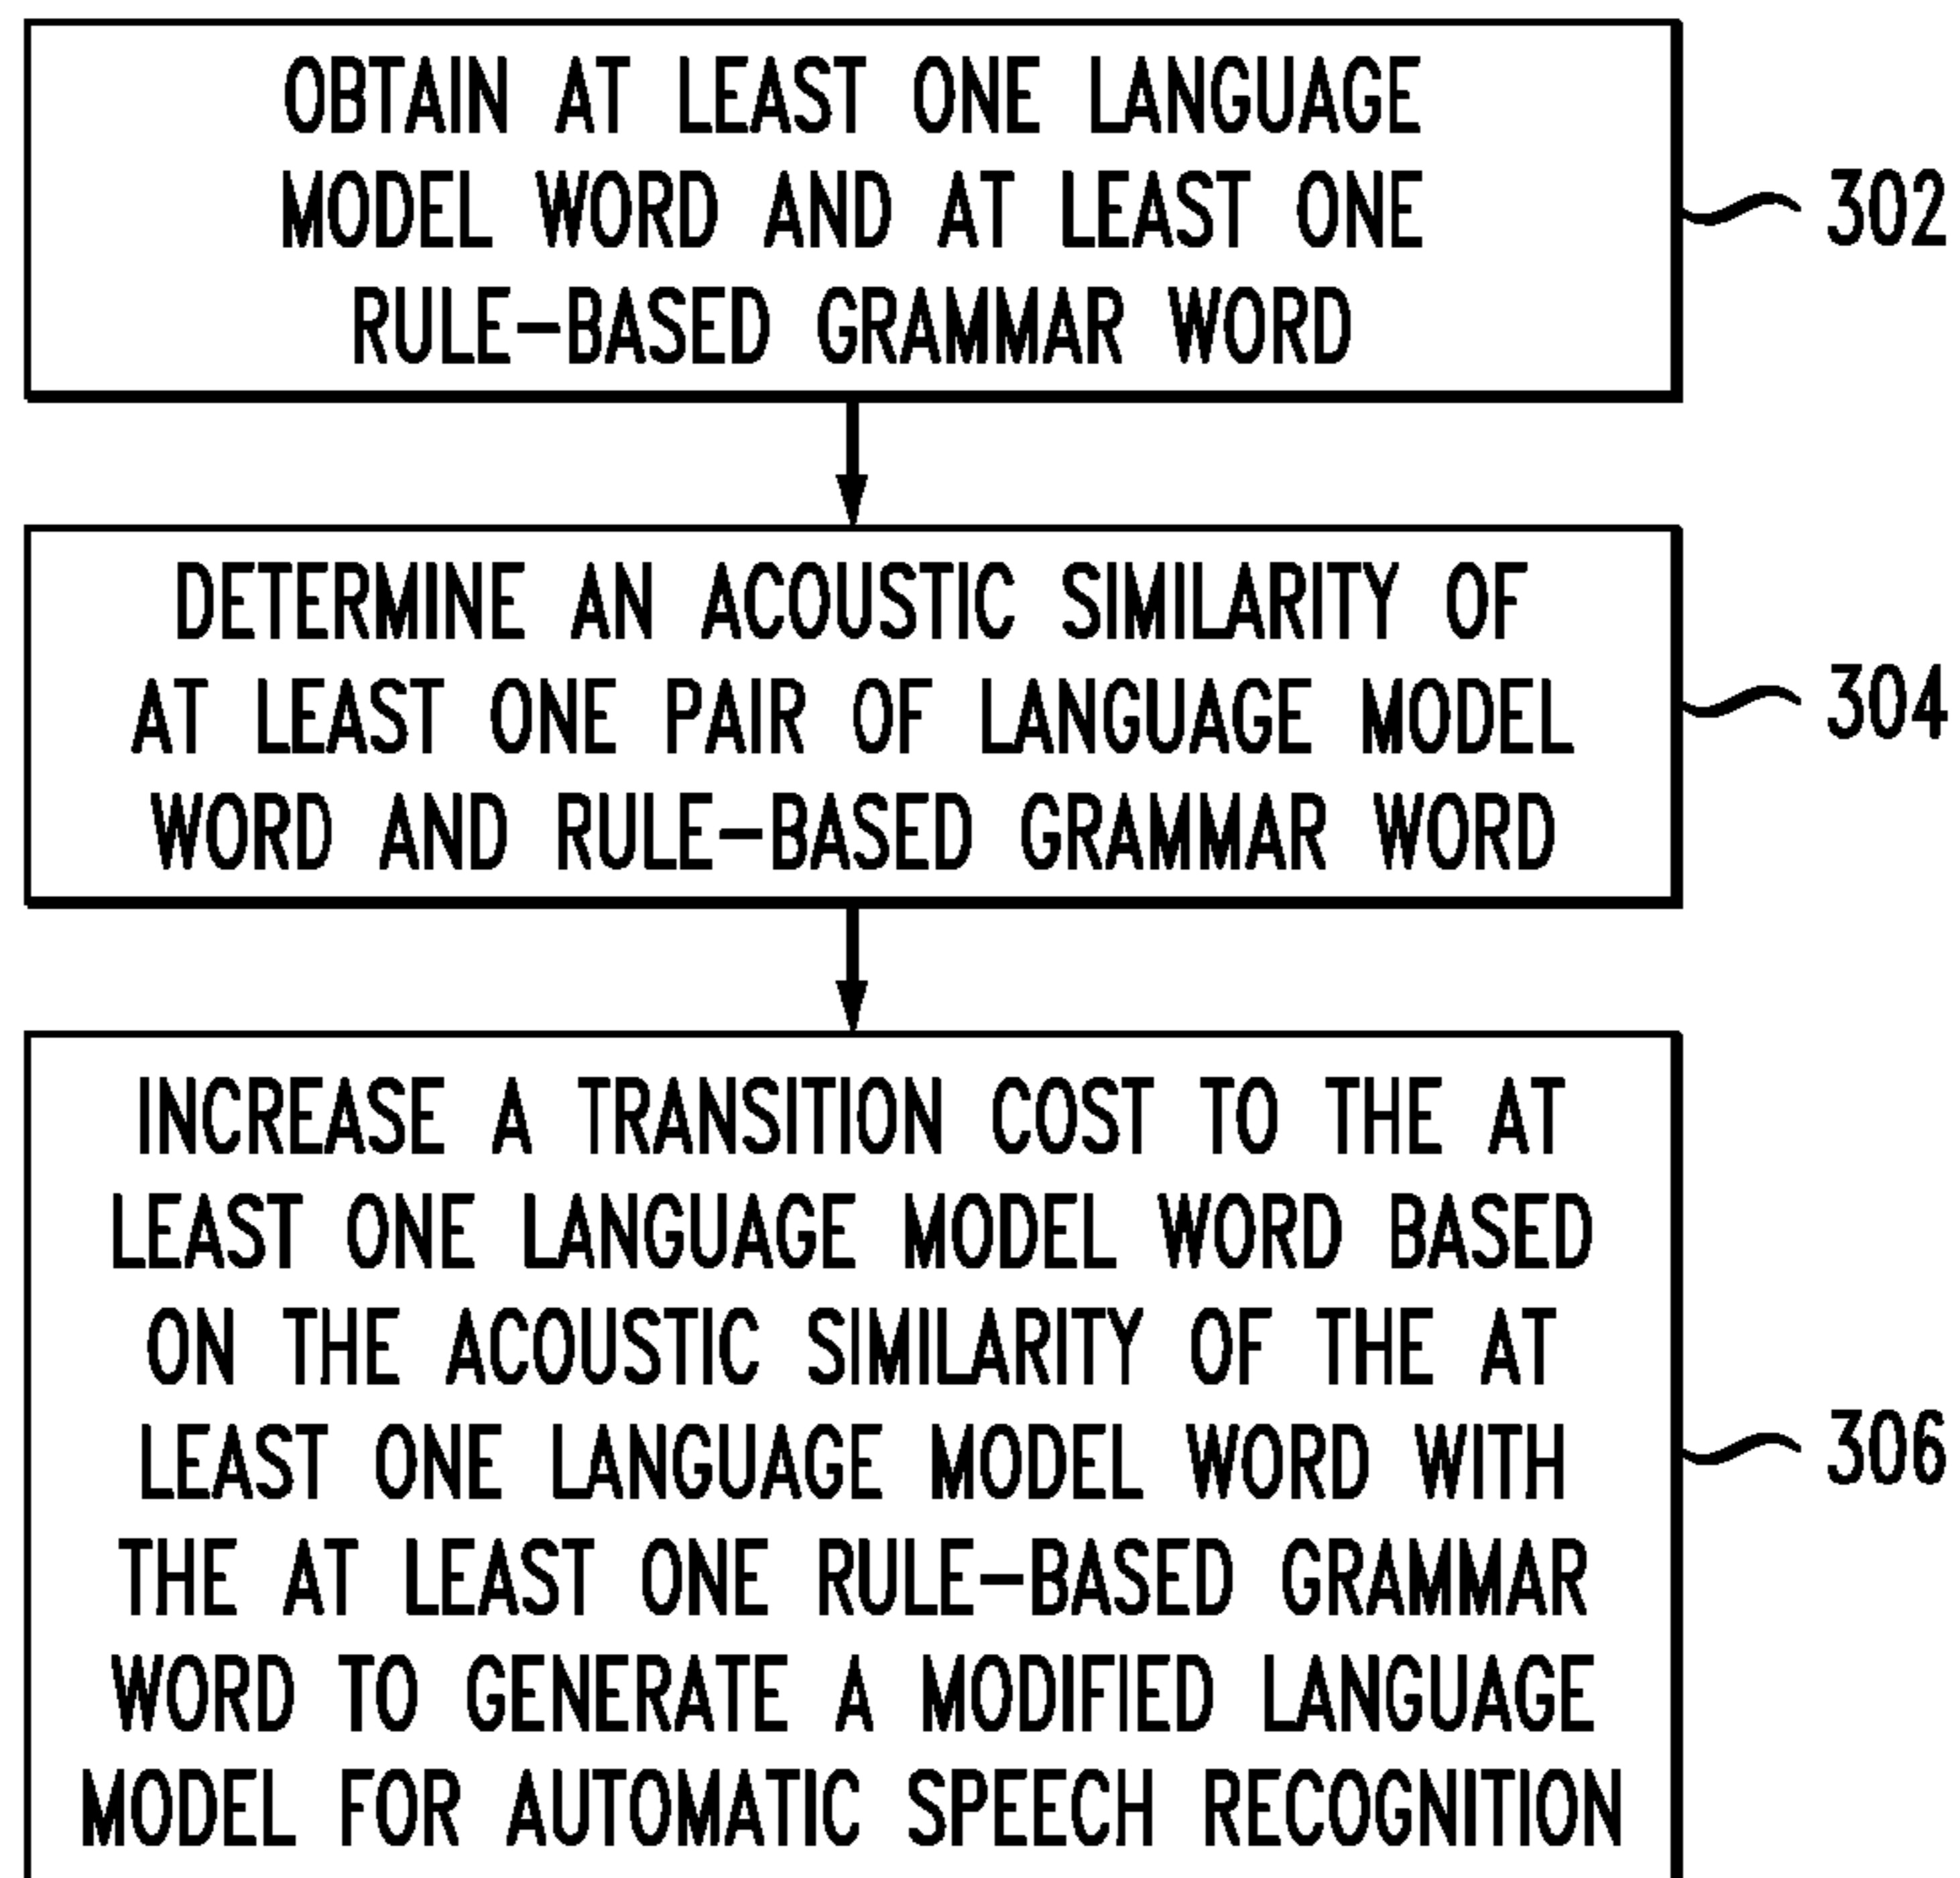 OBTAIN AT LEAST ONE LANGUAGE
MODEL WORD AND AT LEAST ONE
RULE-BASED GRAMMAR WORD
302
DETERMINE AN ACOUSTIC SIMILARITY OF
AT LEAST ONE PAIR OF LANGUAGE MODEL
WORD AND RULE-BASED GRAMMAR WORD
304
INCREASE A TRANSITION COST TO THE AT
LEAST ONE LANGUAGE MODEL WORD BASED
ON THE ACOUSTIC SIMILARITY OF THE AT
LEAST ONE LANGUAGE MODEL WORD WITH
THE AT LEAST ONE RULE-BASED GRAMMAR
WORD TO GENERATE A MODIFIED LANGUAGE
MODEL FOR AUTOMATIC SPEECH RECOGNITION
306